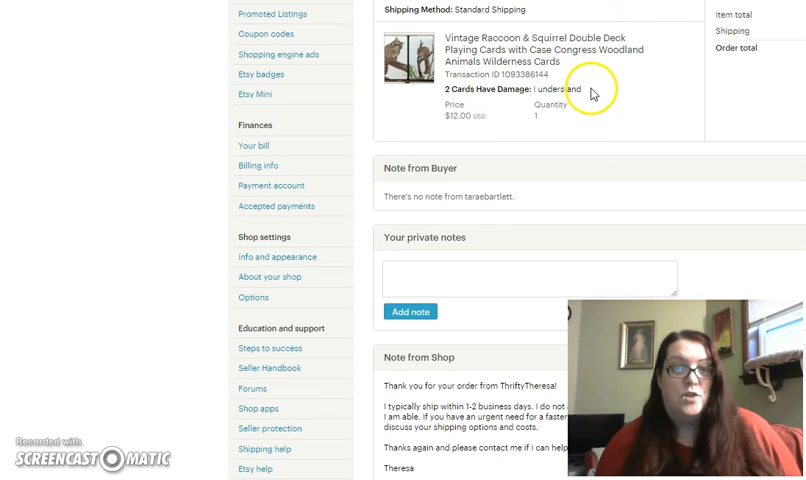 Promoted Listings
Coupon codes
Shopping engine ads
Etsy badges
Etsy Mini
Finances
Your bill
Billing info
Payment account
Accepted payments
Shop settings
Info and appearance
About your shop
Options
Education and support
Steps to success
Seller Handbook
Forums
Shop apps
Seller protection
Shipping help
Etsy help
Shipping Method: Standard Shipping
Vintage Raccoon & Squirrel Double Deck
Playing Cards with Case Congress Woodland
Animals Wilderness Cards
Transaction ID 1093386144
2 Cards Have Damage: I understand
Price Quantity
$12.00 USD 1
Item total
Shipping
Order total
Note from Buyer
There's no note from taraebartlett.
Your private notes
Add note
Note from Shop
Thank you for your order from ThriftyTheresa!
I typically ship within 1-2 business days. I do not
I am able. If you have an urgent need for a faster
discuss your shipping options and costs.
Thanks again and please contact me if I can help
Theresa
Recorded with
SCREENCAST-O-MATIC